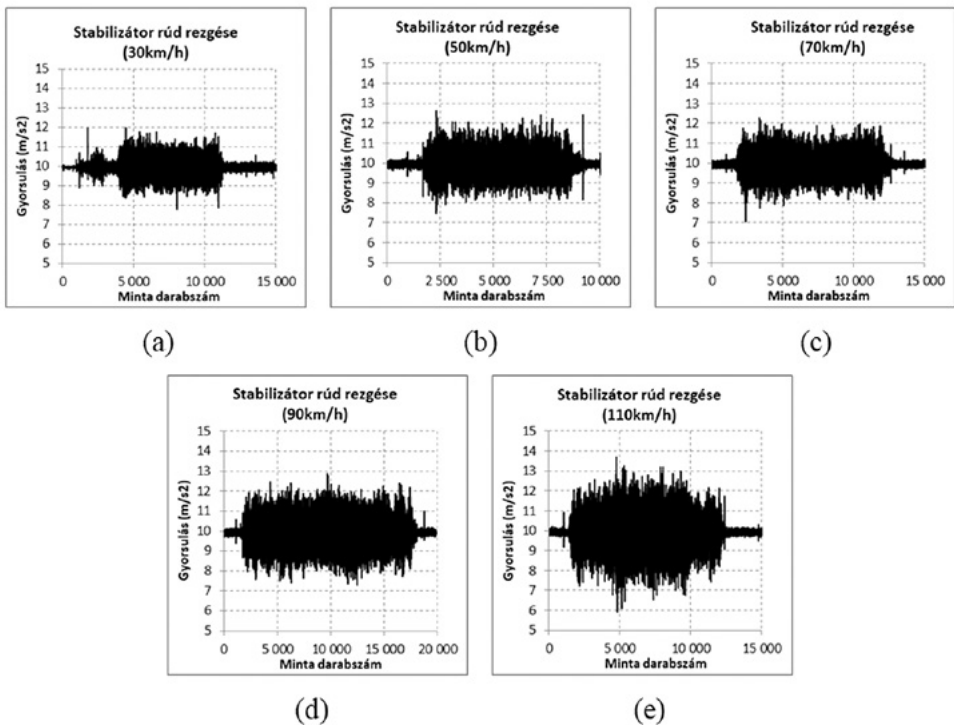 Stabilizátor rúd rezgése
(30km/h)
Gyorsulás (m/s2)
15
14
13
12
11
10
9
8
7
6
5
0 5 000 10 000 15 000
Minta darabszám
(a)
Stabilizátor rúd rezgése
(50km/h)
Gyorsulás (m/s2)
15
14
13
12
11
10
9
8
7
6
5
0 2 500 5 000 7 500 10 000
Minta darabszám
(b)
Stabilizátor rúd rezgése
(70km/h)
Gyorsulás (m/s2)
15
14
13
12
11
10
9
8
7
6
5
0 5 000 10 000 15 000
Minta darabszám
(c)
Stabilizátor rúd rezgése
(90km/h)
Gyorsulás (m/s2)
15
14
13
12
11
10
9
8
7
6
5
0 5 000 10 000 15 000 20 000
Minta darabszám
(d)
Stabilizátor rúd rezgése
(110km/h)
Gyorsulás (m/s2)
15
14
13
12
11
10
9
8
7
6
5
0 5 000 10 000 15 000
Minta darabszám
(e)